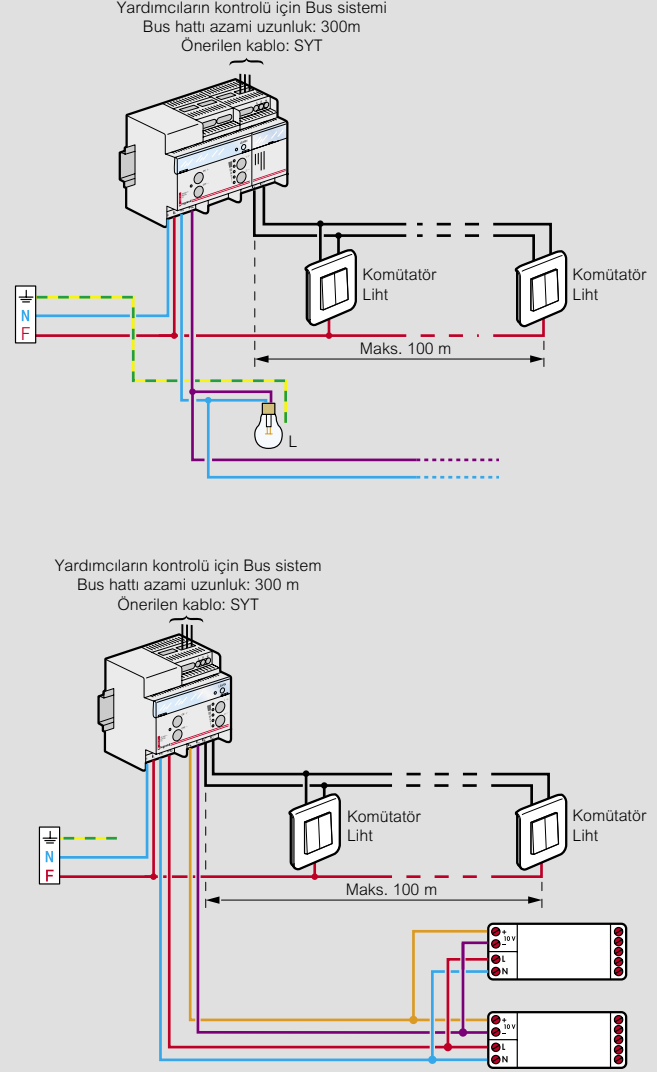 Yardımcıların kontrolü için Bus sistemi
Bus hattı azami uzunluk: 300m
Önerilen kablo: SYT
Komütatör
Liht
Komütatör
Liht
N
F
Maks. 100 m
L
Yardımcıların kontrolü için Bus sistem
Bus hattı azami uzunluk: 300 m
Önerilen kablo: SYT
Komütatör
Liht
Komütatör
Liht
N
F
Maks. 100 m
+
10 V
-
L
N
+
10 V
-
L
N